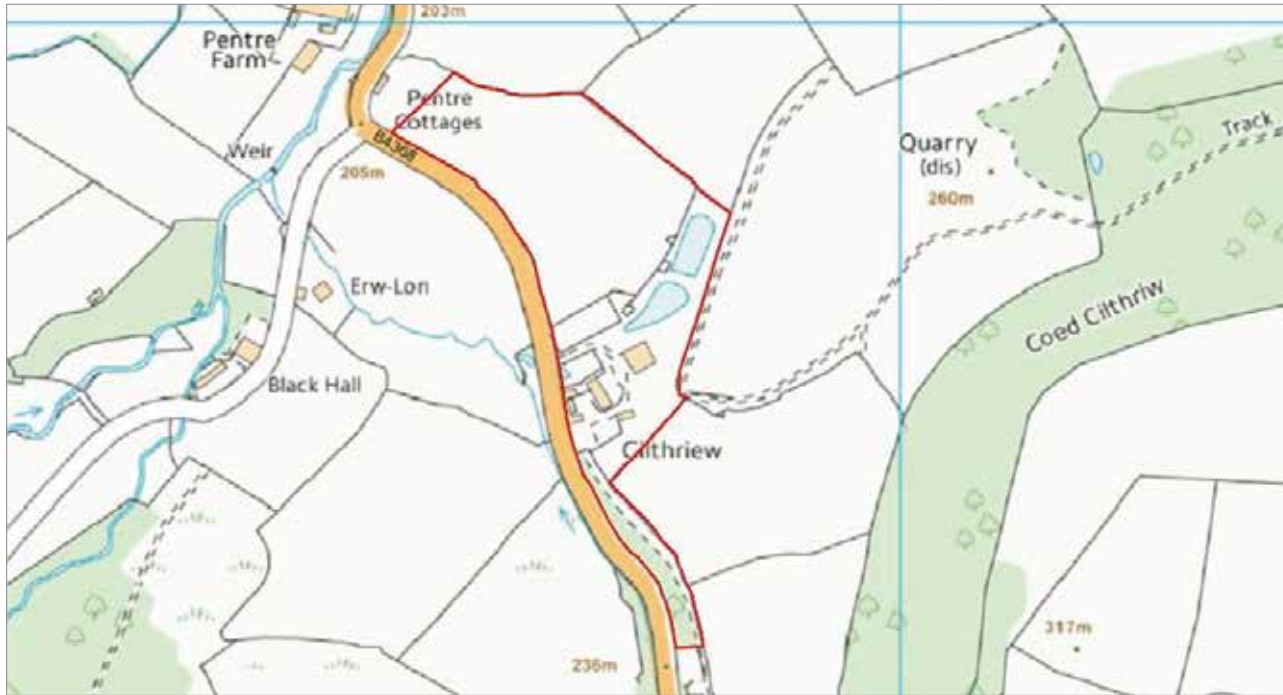 203m
Pentre
Farm
Pentre
Cottages
B4368
Weir
205m
Quarry
(dis)
260m
Track
Erw-Lon
Coed Cilthriw
Black Hall
Cilthriew
317m
236m